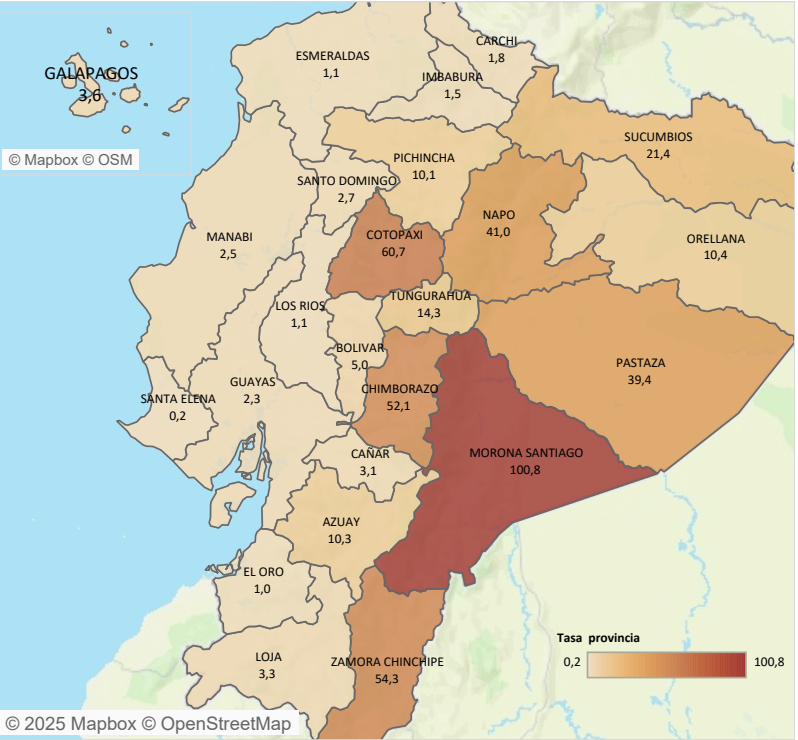 CARCHI
1,8
ESMERALDAS
1,1
IMBABURA
1,5
GALAPAGOS
3,6
© Mapbox © OSM
SUCUMBIOS
21,4
PICHINCHA
10,1
SANTO DOMINGO
2,7
NAPO
41,0
COTOPAXI
60,7
MANABI
2,5
ORELLANA
10,4
TUNGURAHUA
14,3
LOS RIOS
1,1
BOLIVAR
5,0
PASTAZA
39,4
GUAYAS
2,3
CHIMBORAZO
52,1
SANTA ELENA
0,2
CAÑAR
3,1
MORONA SANTIAGO
100,8
AZUAY
10,3
EL ORO
1,0
Tasa provincia
0,2 100,8
LOJA
3,3
ZAMORA CHINCHIPE
54,3
© 2025 Mapbox © OpenStreetMap